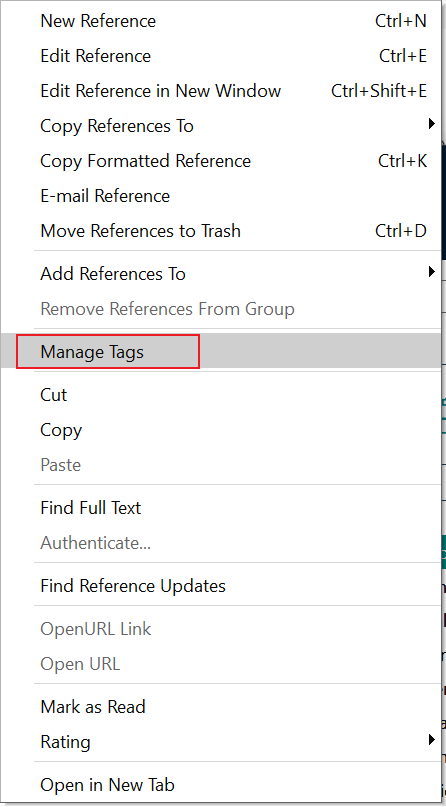 New Reference Ctrl+N
Edit Reference Ctrl+E
Edit Reference in New Window Ctrl+Shift+E
Copy References To
Copy Formatted Reference Ctrl+K
E-mail Reference
Move References to Trash Ctrl+D
Add References To
Remove References From Group
Manage Tags
Cut
Copy
Paste
Find Full Text
Authenticate...
Find Reference Updates
OpenURL Link
Open URL
Mark as Read
Rating
Open in New Tab